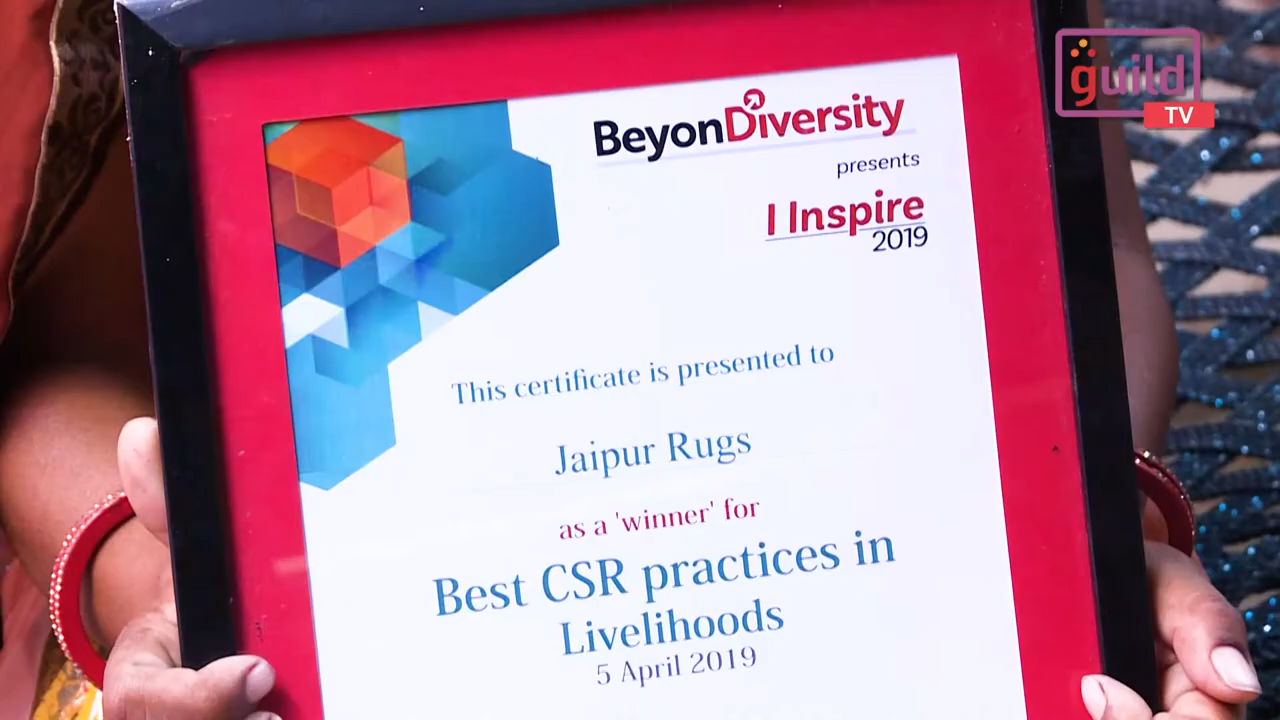 guild
TV
BeyonDiversity
presents
I Inspire
2019
This certificate is presented to
Jaipur Rugs
as a 'winner' for
Best CSR practices in
Livelihoods
5 April 2019